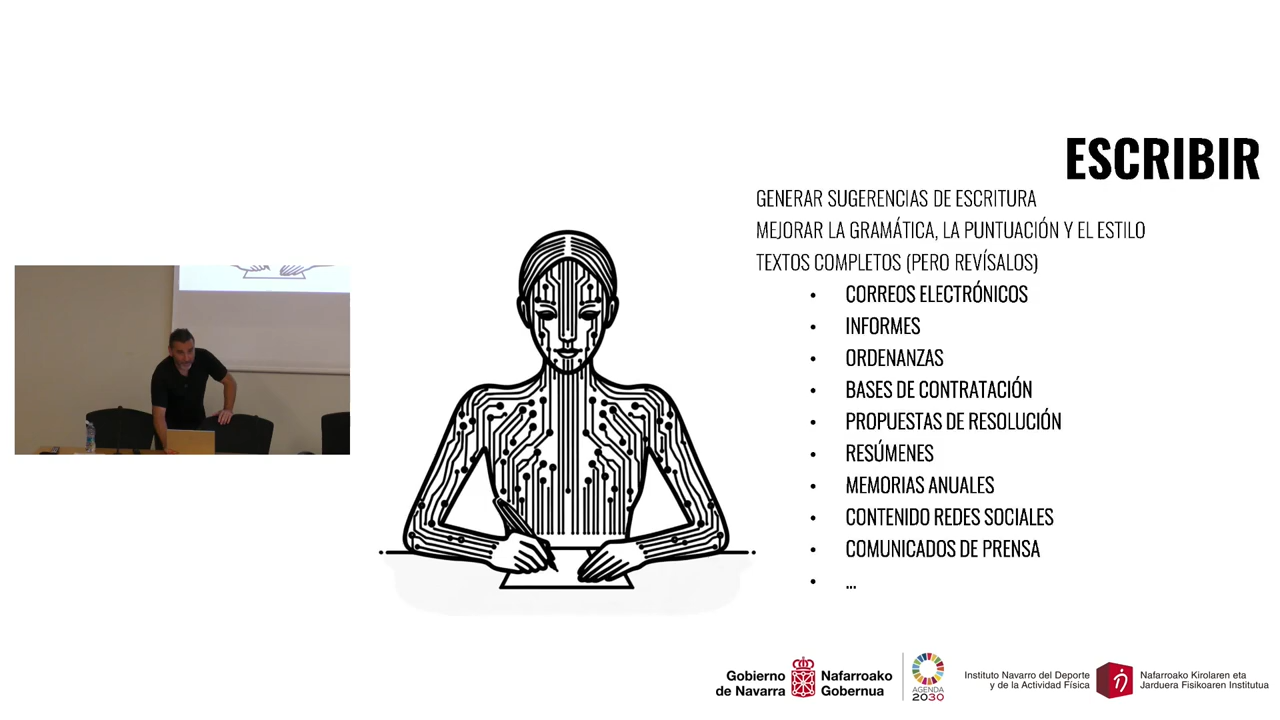 ESCRIBIR
GENERAR SUGERENCIAS DE ESCRITURA
MEJORAR LA GRAMÁTICA, LA PUNTUACIÓN Y EL ESTILO
TEXTOS COMPLETOS (PERO REVÍSALOS)
• CORREOS ELECTRÓNICOS
• INFORMES
• ORDENANZAS
• BASES DE CONTRATACIÓN
• PROPUESTAS DE RESOLUCIÓN
• RESÚMENES
• MEMORIAS ANUALES
• CONTENIDO REDES SOCIALES
• COMUNICADOS DE PRENSA
• ...
Gobierno
de Navarra
Nafarroako
Gobernua
AGENDA
2030
Instituto Navarro del Deporte
y de la Actividad Física
Nafarroako Kirolaren eta
Jarduera Fisikoaren Institutua